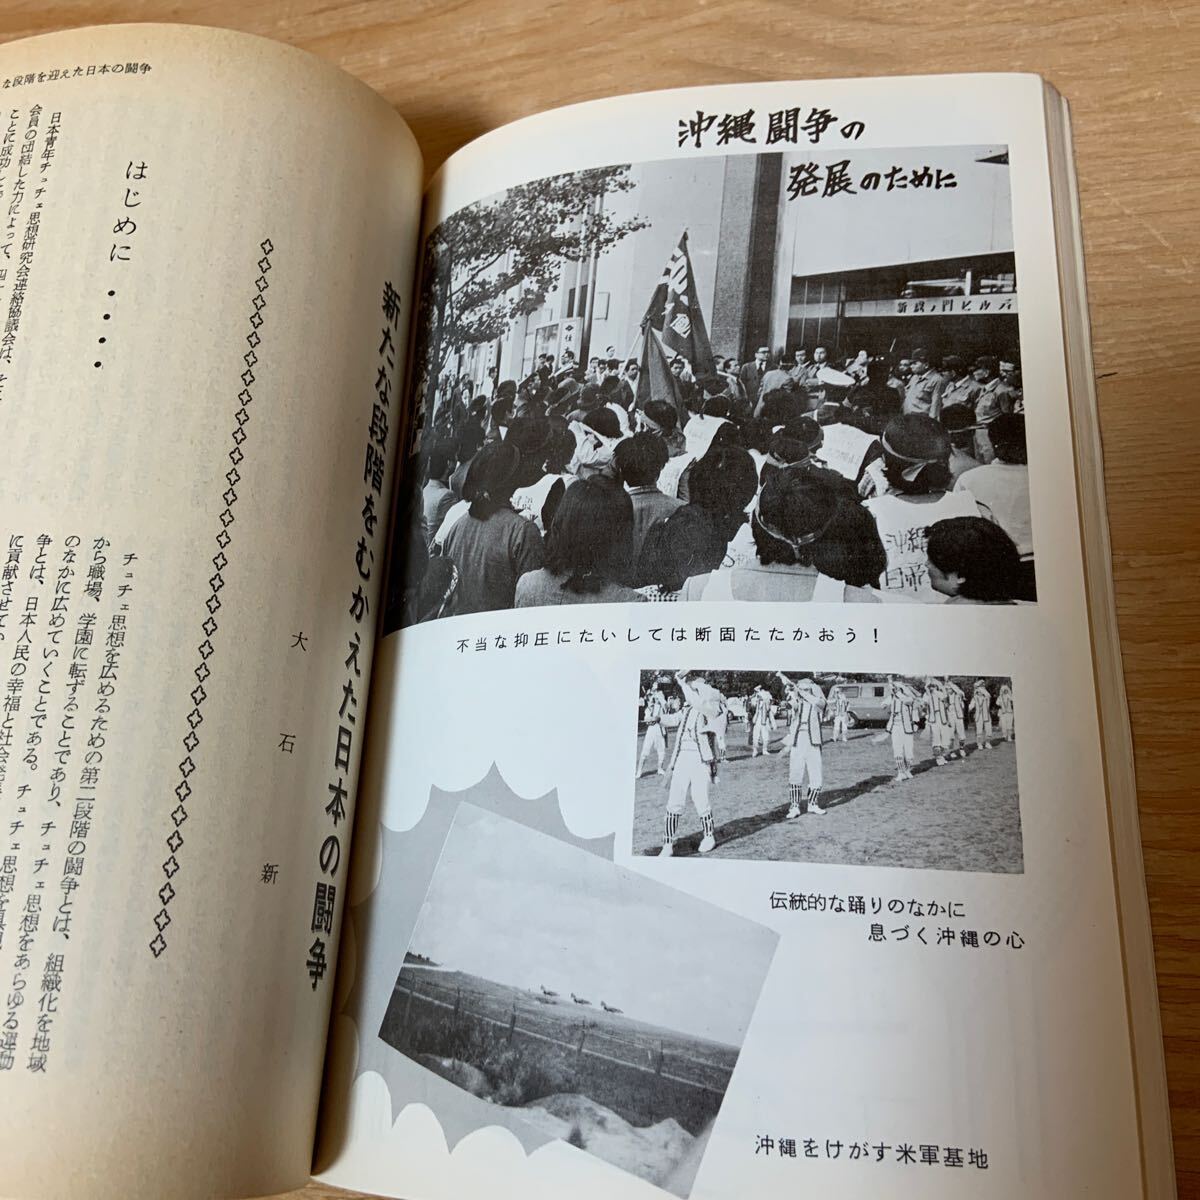 沖縄闘争の
発展のために
不当な抑圧にたいしては断固たたかおう!
伝統的な踊りのなかに
息づく沖縄の心
沖縄をけがす米軍基地
沖縄
日帝
な段階を迎えた日本の闘争
新たな段階をむかえた日本の闘争
大石新
はじめに・・・・
日本青年チュチェ思想研究会連絡協議会は、
会員の団結した力によって、
ことに成功し
チュチェ思想を広めるための第二段階の闘争とは、組織化を地域
から職場、学園に転ずることであり、チュチェ思想をあらゆる運動
のなかに広めていくことである。チュチェ思想を
争とは、日本人民の幸福と社会発
に貢献させてい